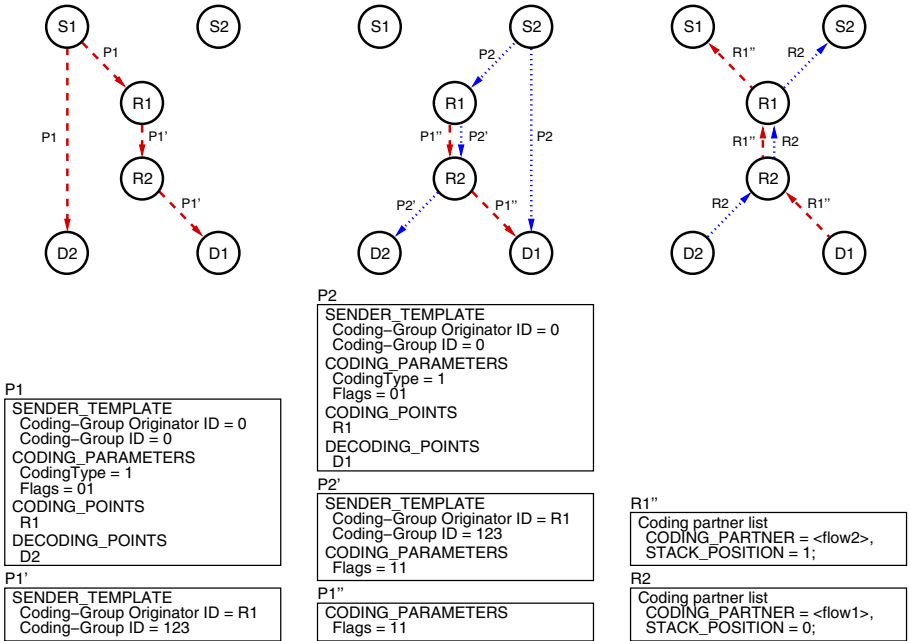 S1
S2
P1
P1
R1
P1'
R2
P1'
D2
D1
S1
S2
P2
R1
P1''
P2'
P2
R2
P2'
P1''
D2
D1
S1
S2
R1''
R2
R1
R1''
R2
R2
R2
R1''
D2
D1
P1
SENDER_TEMPLATE
Coding-Group Originator ID = 0
Coding-Group ID = 0
CODING_PARAMETERS
CodingType = 1
Flags = 01
CODING_POINTS
R1
DECODING_POINTS
D2
P1'
SENDER_TEMPLATE
Coding-Group Originator ID = R1
Coding-Group ID = 123
P2
SENDER_TEMPLATE
Coding-Group Originator ID = 0
Coding-Group ID = 0
CODING_PARAMETERS
CodingType = 1
Flags = 01
CODING_POINTS
R1
DECODING_POINTS
D1
P2'
SENDER_TEMPLATE
Coding-Group Originator ID = R1
Coding-Group ID = 123
CODING_PARAMETERS
Flags = 11
P1''
CODING_PARAMETERS
Flags = 11
R1''
Coding partner list
CODING_PARTNER = <flow2>,
STACK_POSITION = 1;
R2
Coding partner list
CODING_PARTNER = <flow1>,
STACK_POSITION = 0;